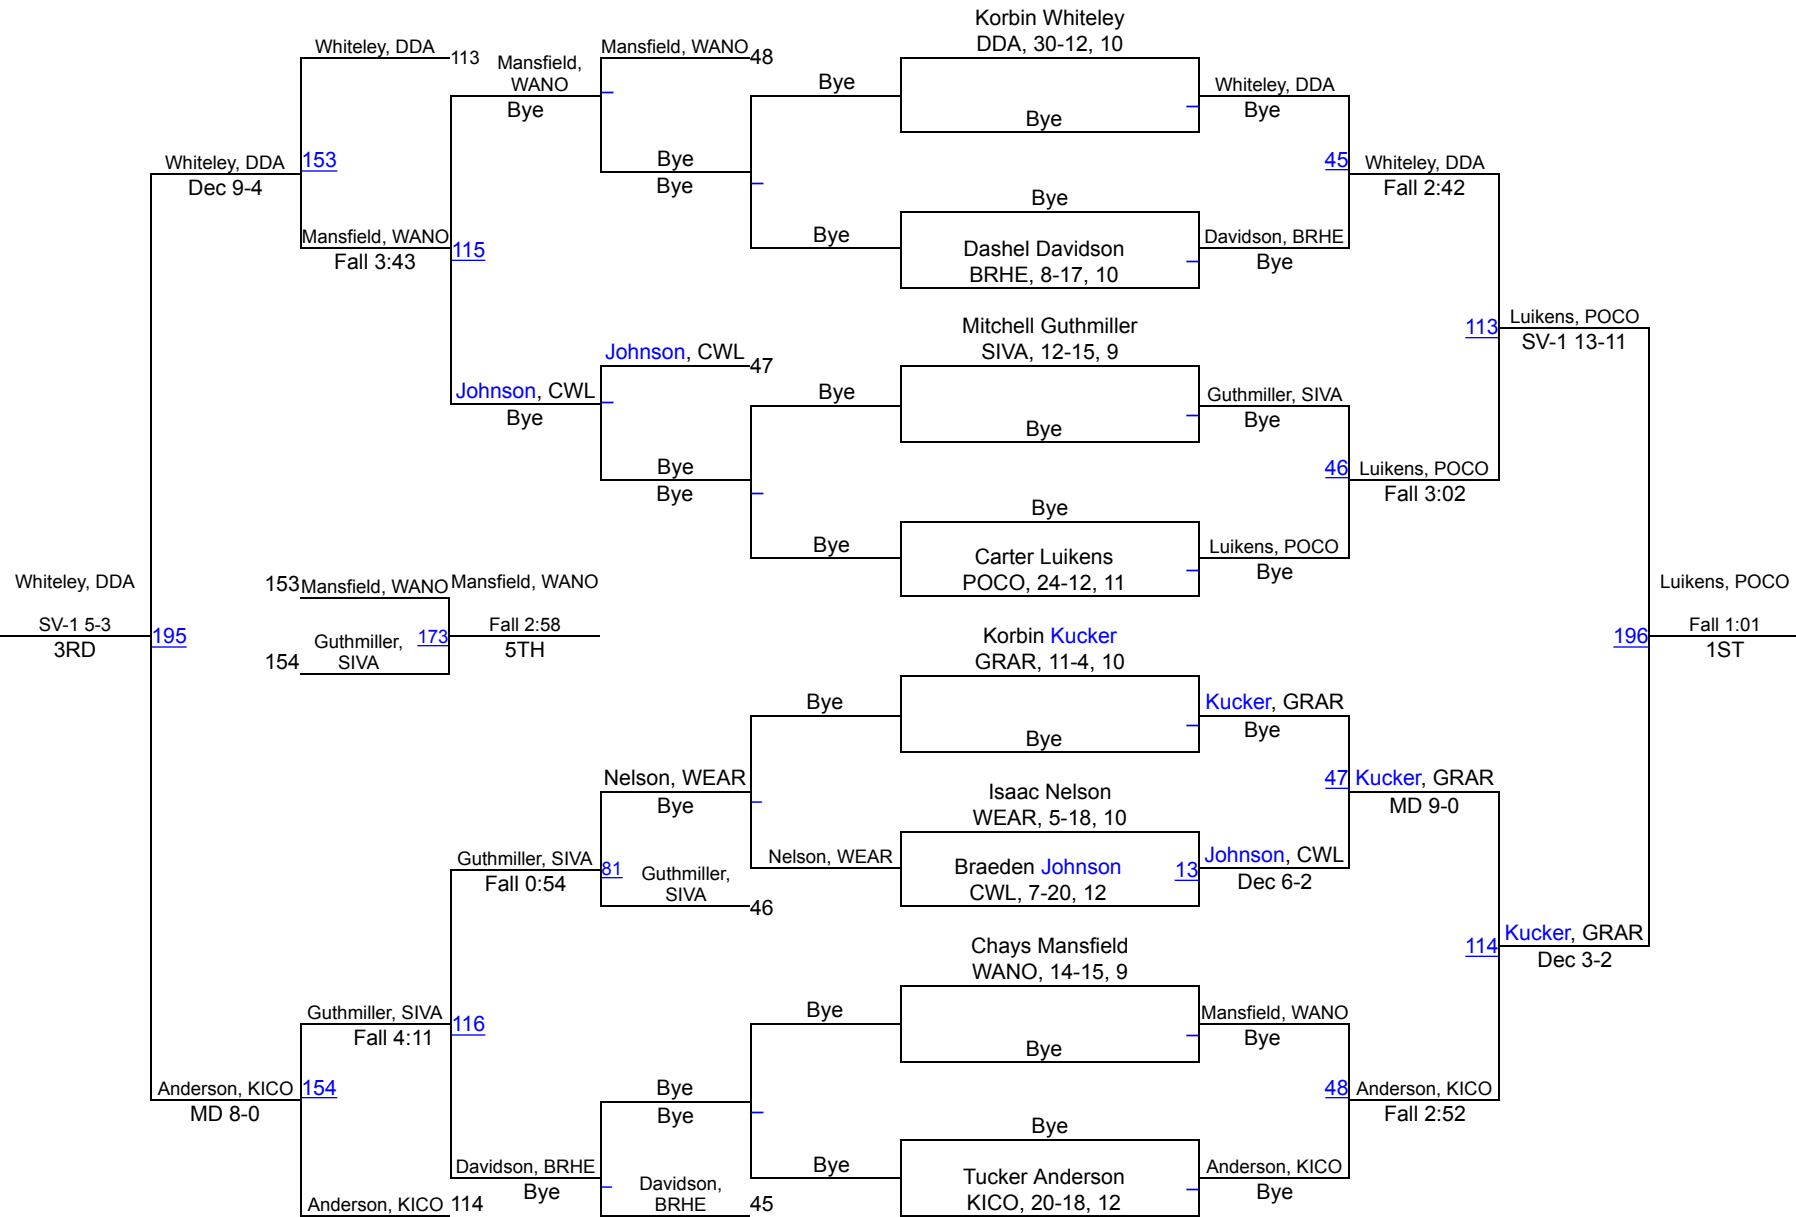 Whiteley, DDA
113
Mansfield,
WANO
Bye
Mansfield, WANO
48
Bye
Korbin Whiteley
DDA, 30-12, 10
Bye
Whiteley, DDA
Bye
Whiteley, DDA
Dec 9-4
153
Bye
Bye
45
Whiteley, DDA
Fall 2:42
Mansfield, WANO
Fall 3:43
115
Bye
Bye
Dashel Davidson
BRHE, 8-17, 10
Davidson, BRHE
Bye
Johnson, CWL
Bye
Johnson, CWL
47
Bye
Mitchell Guthmiller
SIVA, 12-15, 9
Bye
Guthmiller, SIVA
Bye
113
Luikens, POCO
SV-1 13-11
Bye
Bye
46
Luikens, POCO
Fall 3:02
Bye
Bye
Carter Luikens
POCO, 24-12, 11
Luikens, POCO
Bye
Whiteley, DDA
SV-1 5-3
3RD
195
153
Mansfield, WANO
Guthmiller,
SIVA
154
173
Mansfield, WANO
Fall 2:58
5TH
196
Luikens, POCO
Fall 1:01
1ST
Bye
Korbin Kucker
GRAR, 11-4, 10
Bye
Kucker, GRAR
Bye
Nelson, WEAR
Bye
47
Kucker, GRAR
MD 9-0
Guthmiller, SIVA
Fall 0:54
81
Guthmiller,
SIVA
46
Nelson, WEAR
Isaac Nelson
WEAR, 5-18, 10
Braeden Johnson
CWL, 7-20, 12
13
Johnson, CWL
Dec 6-2
114
Kucker, GRAR
Dec 3-2
Guthmiller, SIVA
Fall 4:11
116
Bye
Chays Mansfield
WANO, 14-15, 9
Bye
Mansfield, WANO
Bye
Anderson, KICO
MD 8-0
154
Bye
Bye
48
Anderson, KICO
Fall 2:52
Anderson, KICO
114
Davidson, BRHE
Bye
Davidson,
BRHE
45
Bye
Bye
Tucker Anderson
KICO, 20-18, 12
Anderson, KICO
Bye